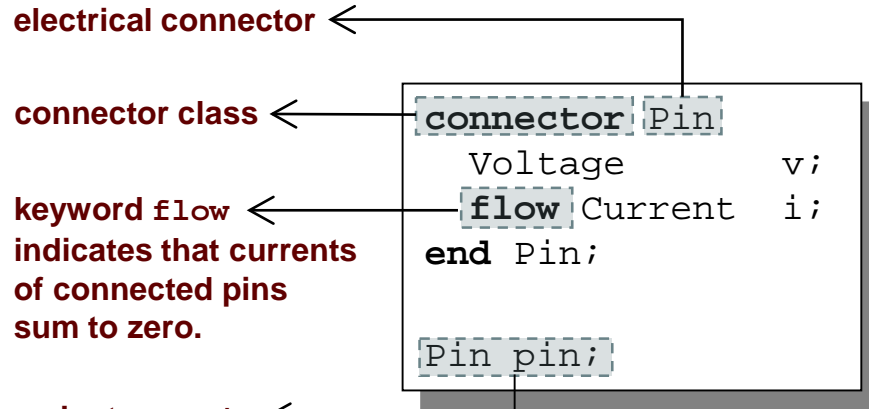 electrical connector
connector class
keyword flow
indicates that currents
of connected pins
sum to zero.
connector Pin
Voltage v;
flow Current i;
end Pin;
Pin pin;